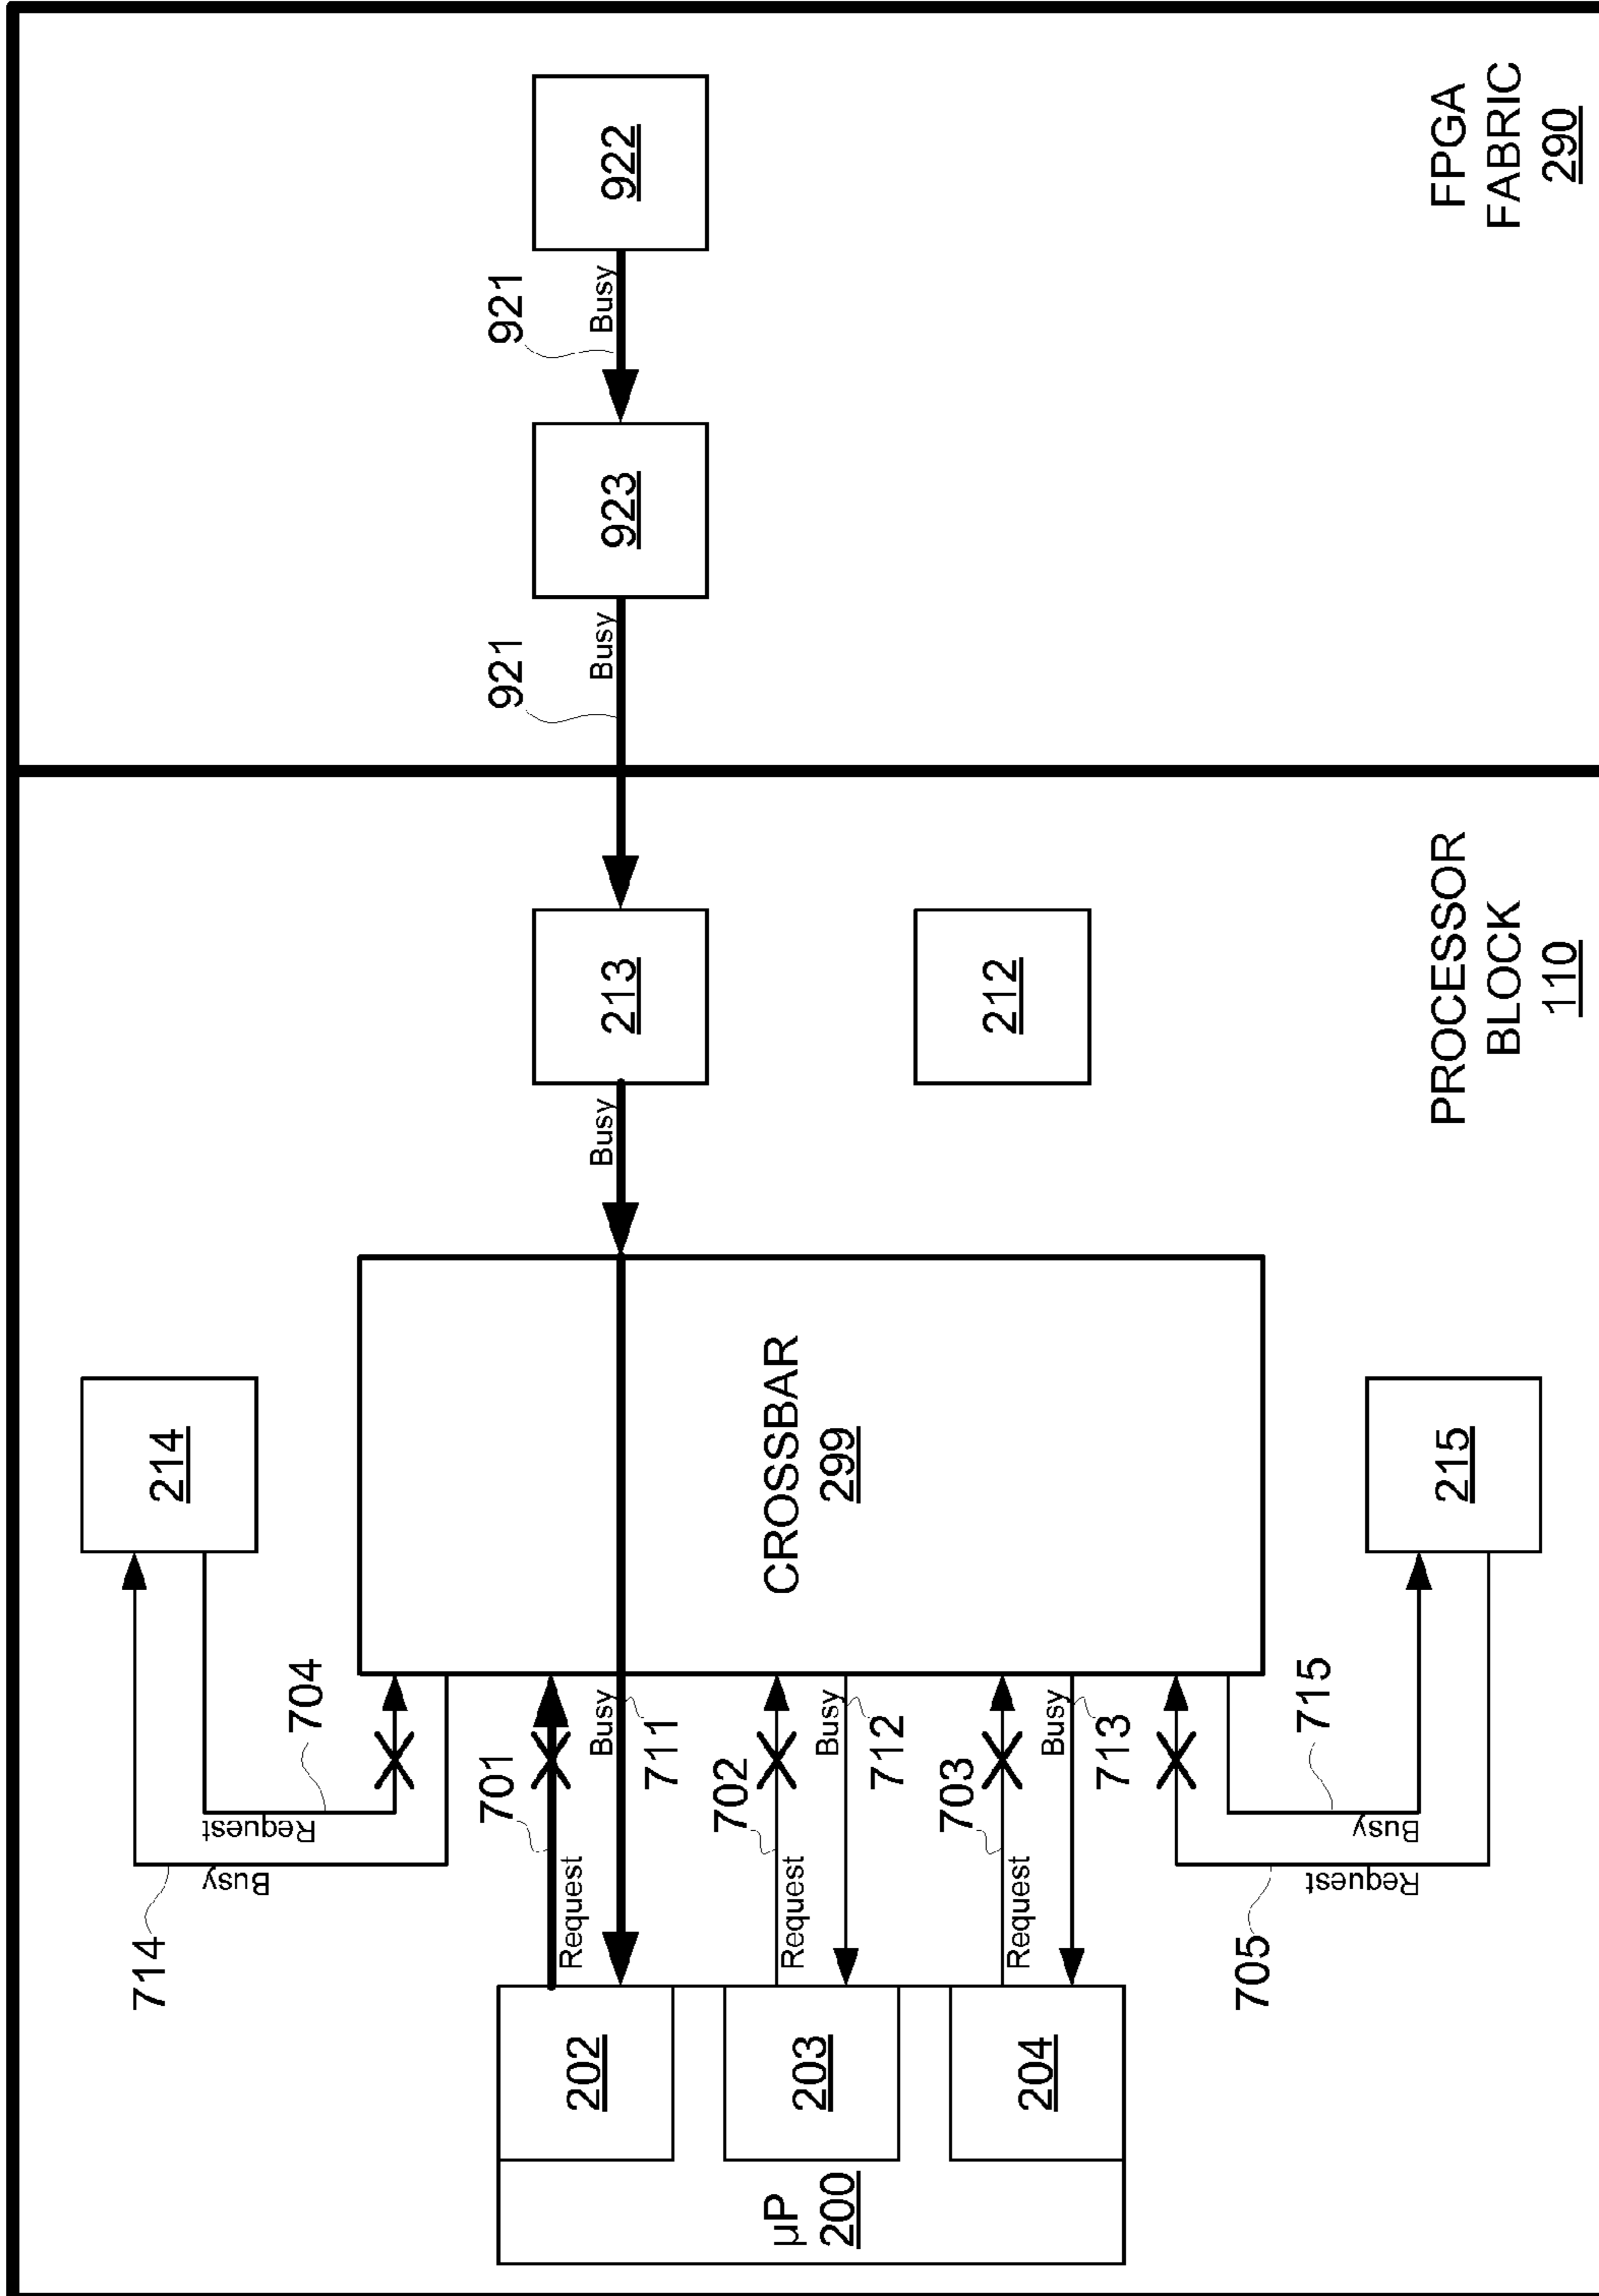 714
Busy
Request
704
214
701
Request
Busy
711
702
Request
Busy
712
703
Request
Busy
713
705
Request
Busy
715
215
µP
200
202
203
204
CROSSBAR
299
Busy
213
212
PROCESSOR
BLOCK
110
921
Busy
923
921
Busy
922
FPGA
FABRIC
290